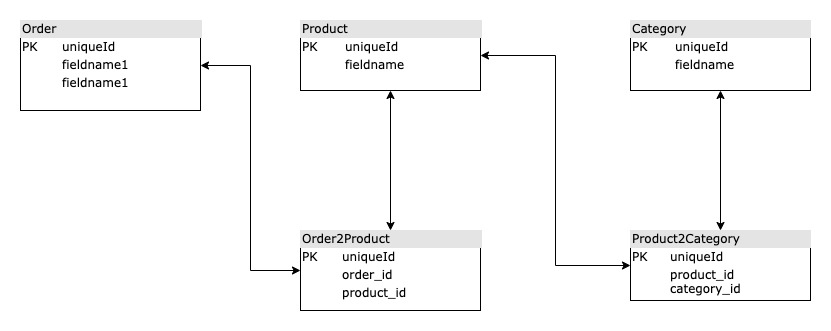 Order
PK uniqueId
fieldname1
fieldname1
Product
PK uniqueId
fieldname
Category
PK uniqueId
fieldname
Order2Product
PK uniqueId
order_id
product_id
Product2Category
PK uniqueId
product_id
category_id